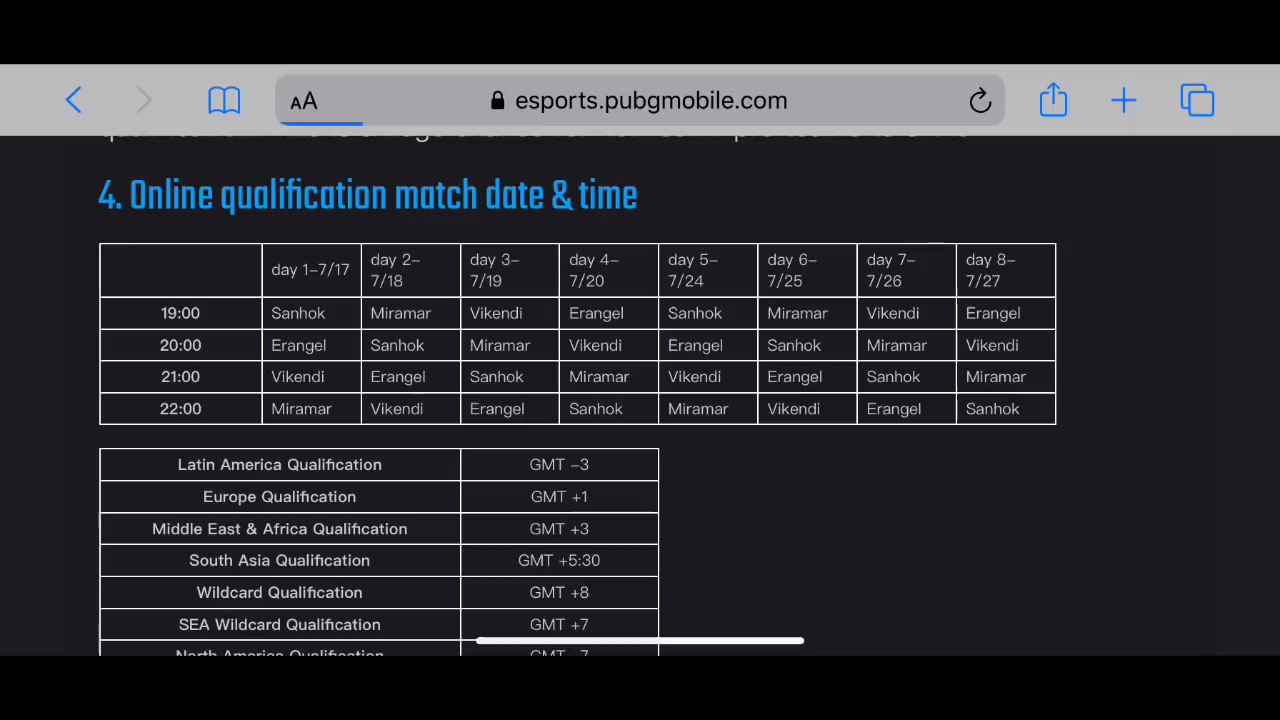 AA esports.pubgmobile.com
4. Online qualification match date & time
day 1–7/17 day 2–7/18 day 3–7/19 day 4–7/20 day 5–7/24 day 6–7/25 day 7–7/26 day 8–7/27
19:00 Sanhok Miramar Vikendi Erangel Sanhok Miramar Vikendi Erangel
20:00 Erangel Sanhok Miramar Vikendi Erangel Sanhok Miramar Vikendi
21:00 Vikendi Erangel Sanhok Miramar Vikendi Erangel Sanhok Miramar
22:00 Miramar Vikendi Erangel Sanhok Miramar Vikendi Erangel Sanhok
Latin America Qualification GMT –3
Europe Qualification GMT +1
Middle East & Africa Qualification GMT +3
South Asia Qualification GMT +5:30
Wildcard Qualification GMT +8
SEA Wildcard Qualification GMT +7
North America Qualification GMT –7